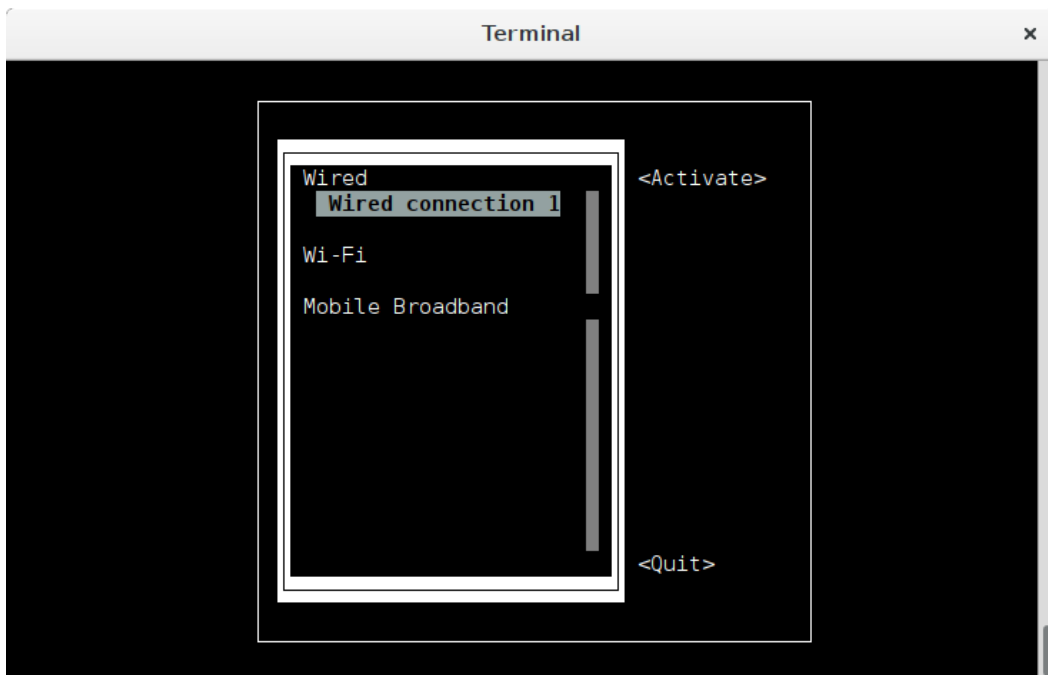 Terminal
Wired <Activate>
Wired connection 1
Wi-Fi
Mobile Broadband
<Quit>